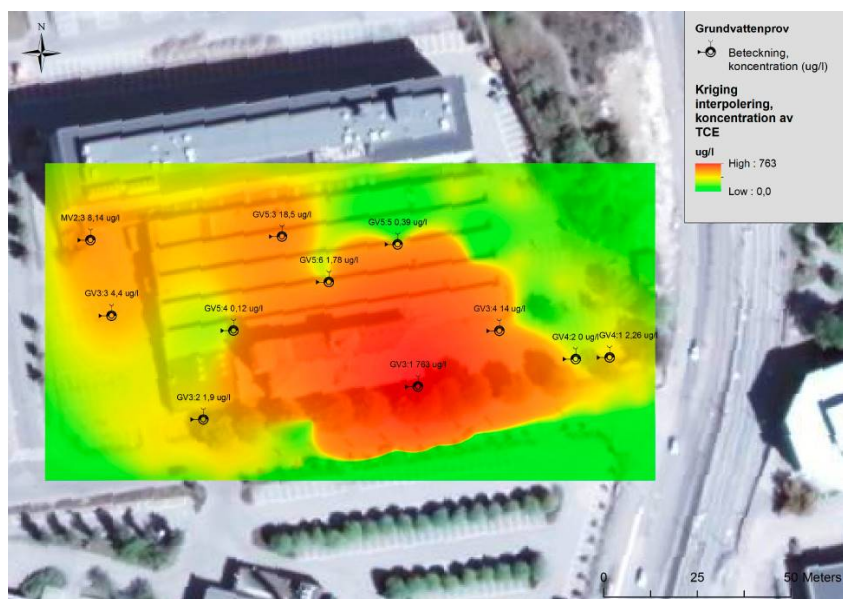 N
Grundvattenprov
Beteckning,
koncentration (ug/l)
Kriging
interpolering,
koncentration av
TCE
ug/l
High : 763
Low : 0,0
MV2:3 8,14 ug/l
GV5:3 18,5 ug/l
GV5:5 0.39 ug/l
GV5:6 1,78 ug/l
GV3:3 4,4 ug/l
GV5:4 0,12 ug/l
GV3:4 14 ug/l
GV4:2 0 ug/l
GV4:1 2,26 ug/l
GV3:1 763 ug/l
GV3:2 1,9 ug/l
0 25 50 Meters